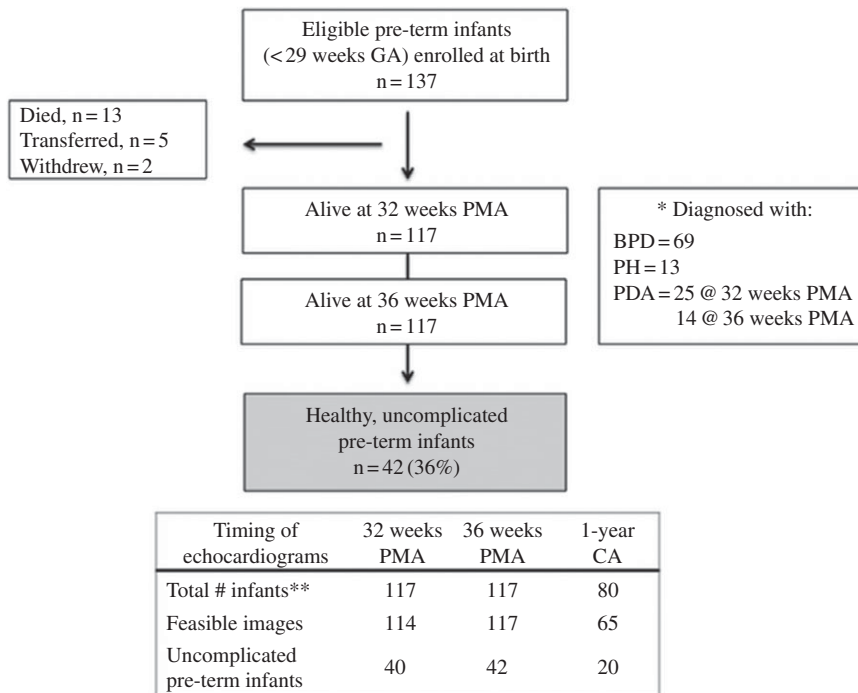 Eligible pre-term infants
(<29 weeks GA) enrolled at birth
n=137
Died, n=13
Transferred, n=5
Withdrew, n=2
Alive at 32 weeks PMA
n=117
* Diagnosed with:
BPD=69
PH=13
PDA=25 @ 32 weeks PMA
14 @ 36 weeks PMA
Alive at 36 weeks PMA
n=117
Healthy, uncomplicated
pre-term infants
n=42 (36%)
Timing of 32 weeks 36 weeks 1-year
echocardiograms PMA PMA CA
Total # infants** 117 117 80
Feasible images 114 117 65
Uncomplicated
pre-term infants 40 42 20